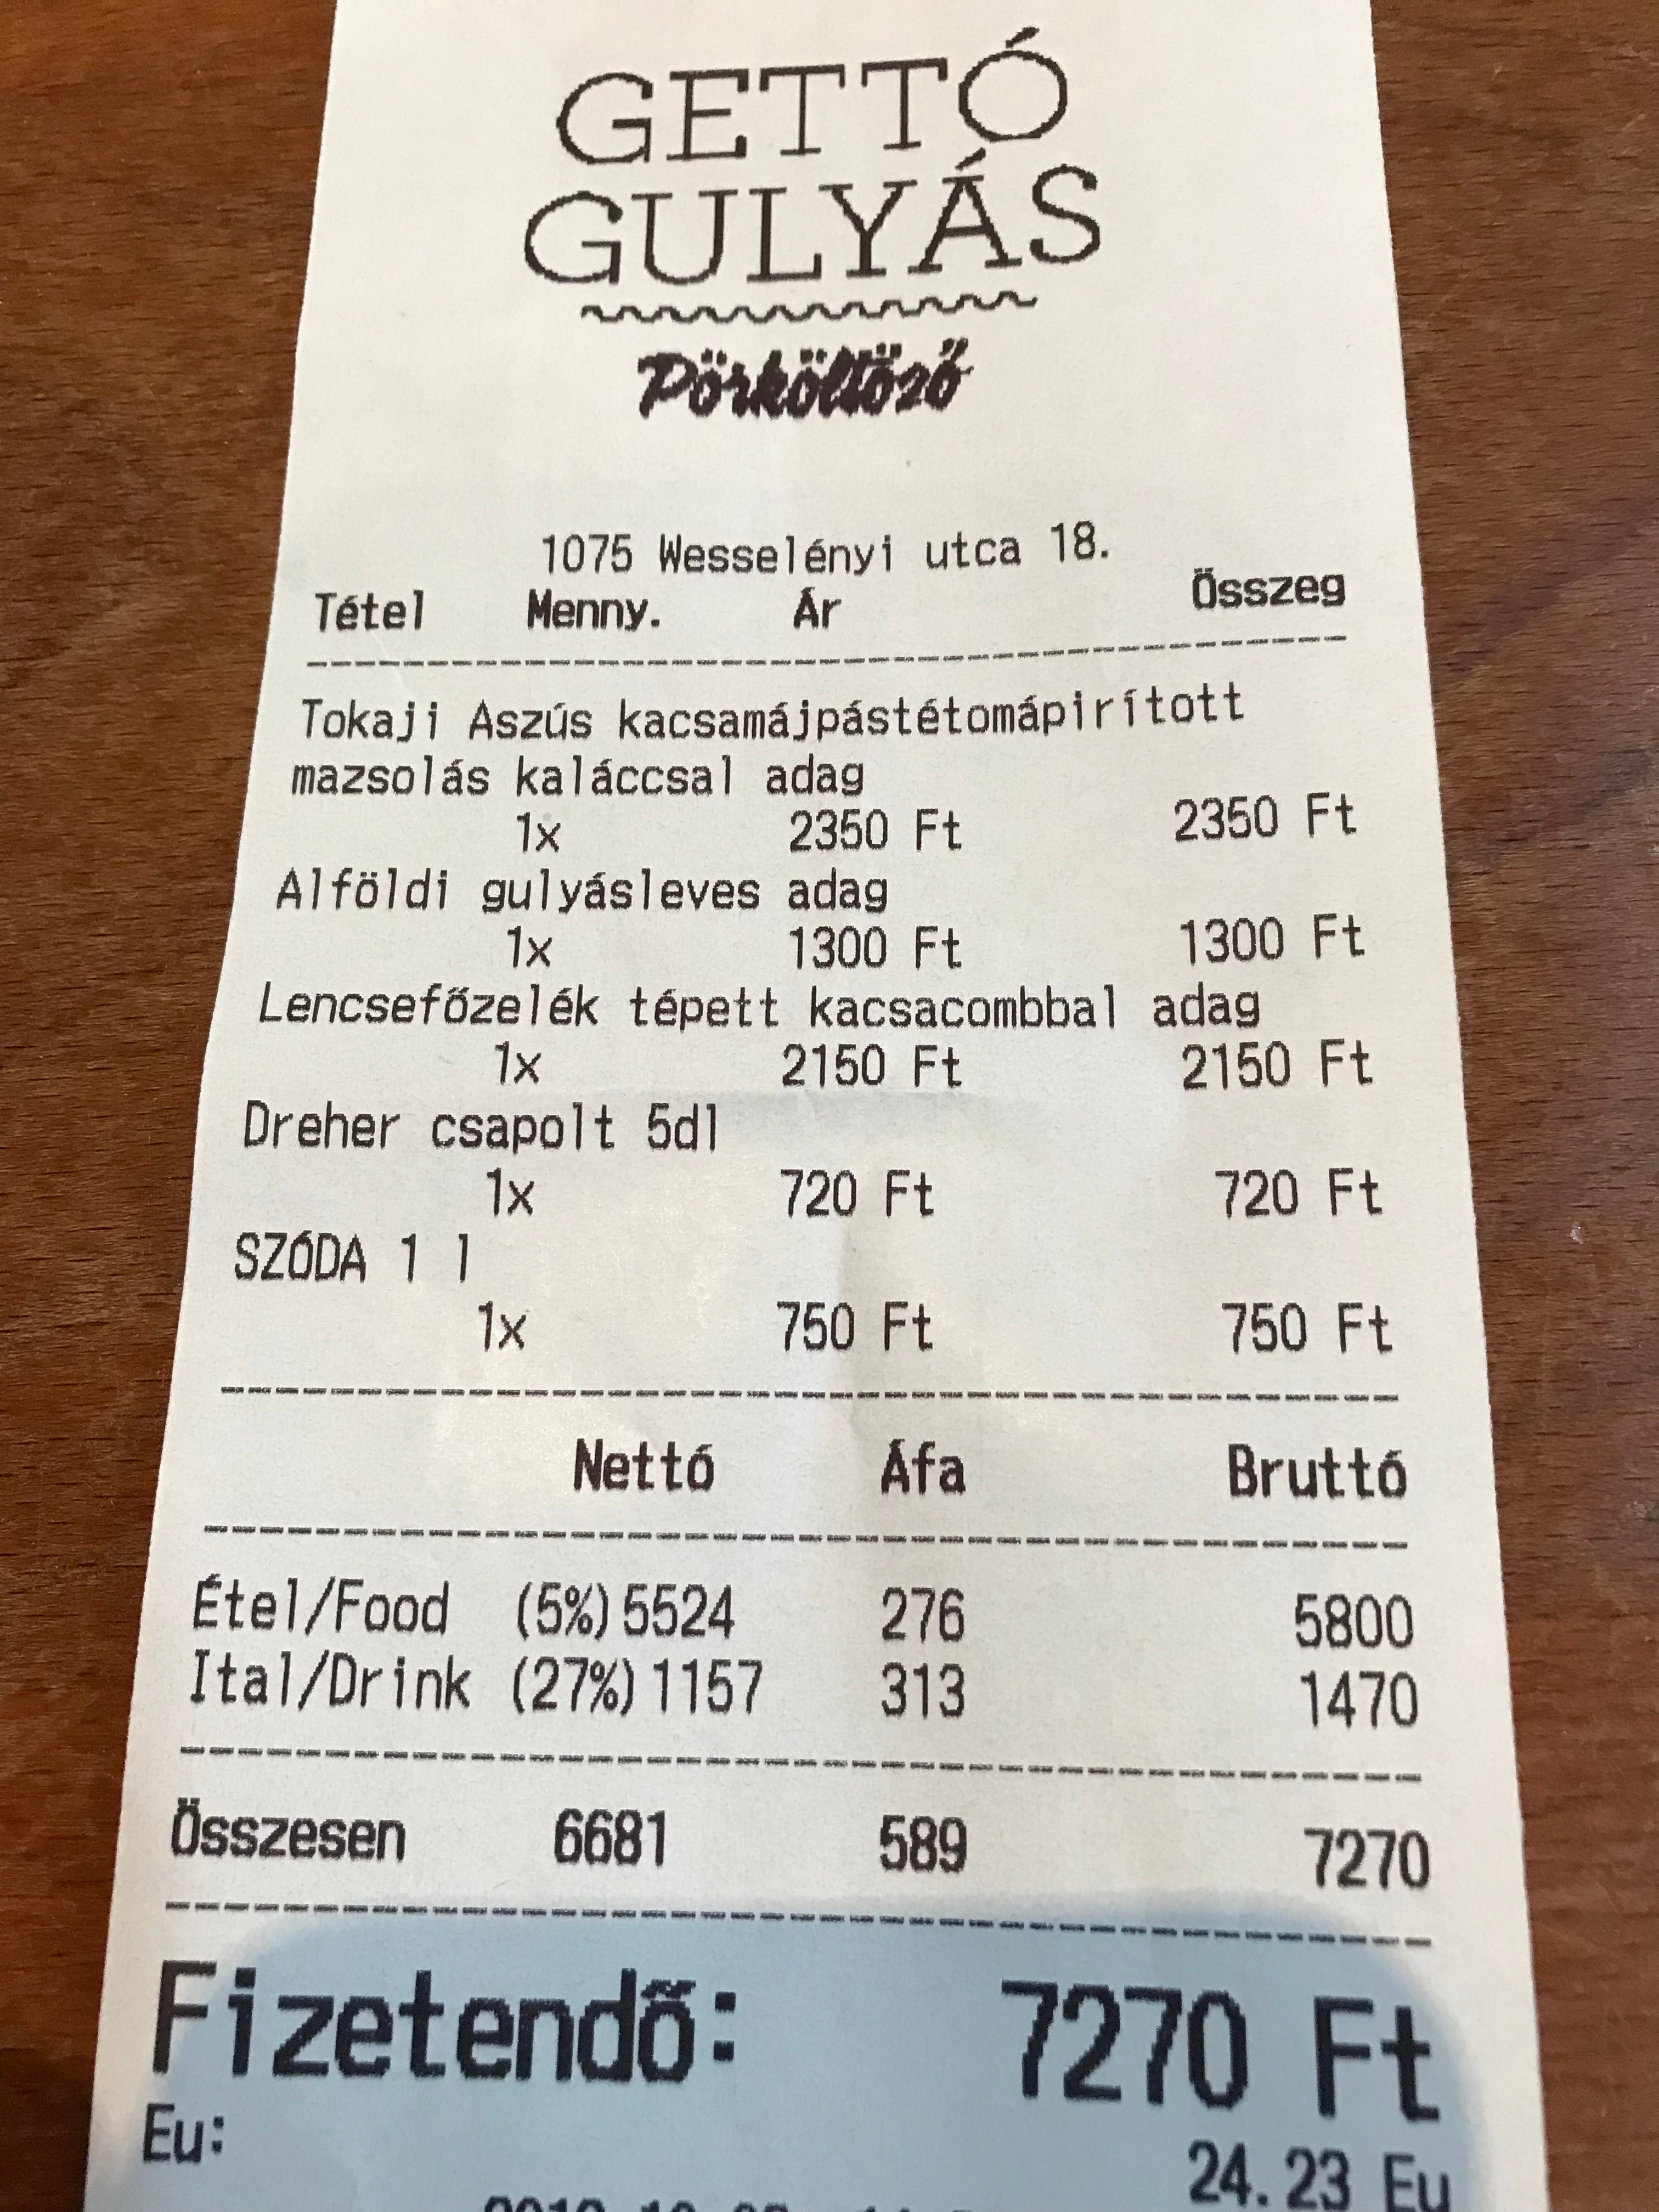 GETTÓ
GULYÁS
Pörköltöző
1075 Wesselényi utca 18.
Tétel Menny. Ár Összeg
Tokaji Aszús kacsamájpástétomápirított
mazsolás kaláccsal adag
1x 2350 Ft 2350 Ft
Alföldi gulyásleves adag
1x 1300 Ft 1300 Ft
Lencsefőzelék tépett kacsacombbal adag
1x 2150 Ft 2150 Ft
Dreher csapolt 5dl
1x 720 Ft 720 Ft
SZÓDA 1 l
1x 750 Ft 750 Ft
Nettó Áfa Bruttó
Étel/Food (5%) 5524 276 5800
Ital/Drink (27%) 1157 313 1470
Összesen 6681 589 7270
Fizetendő: 7270 Ft
Eu:
24.23 Eu